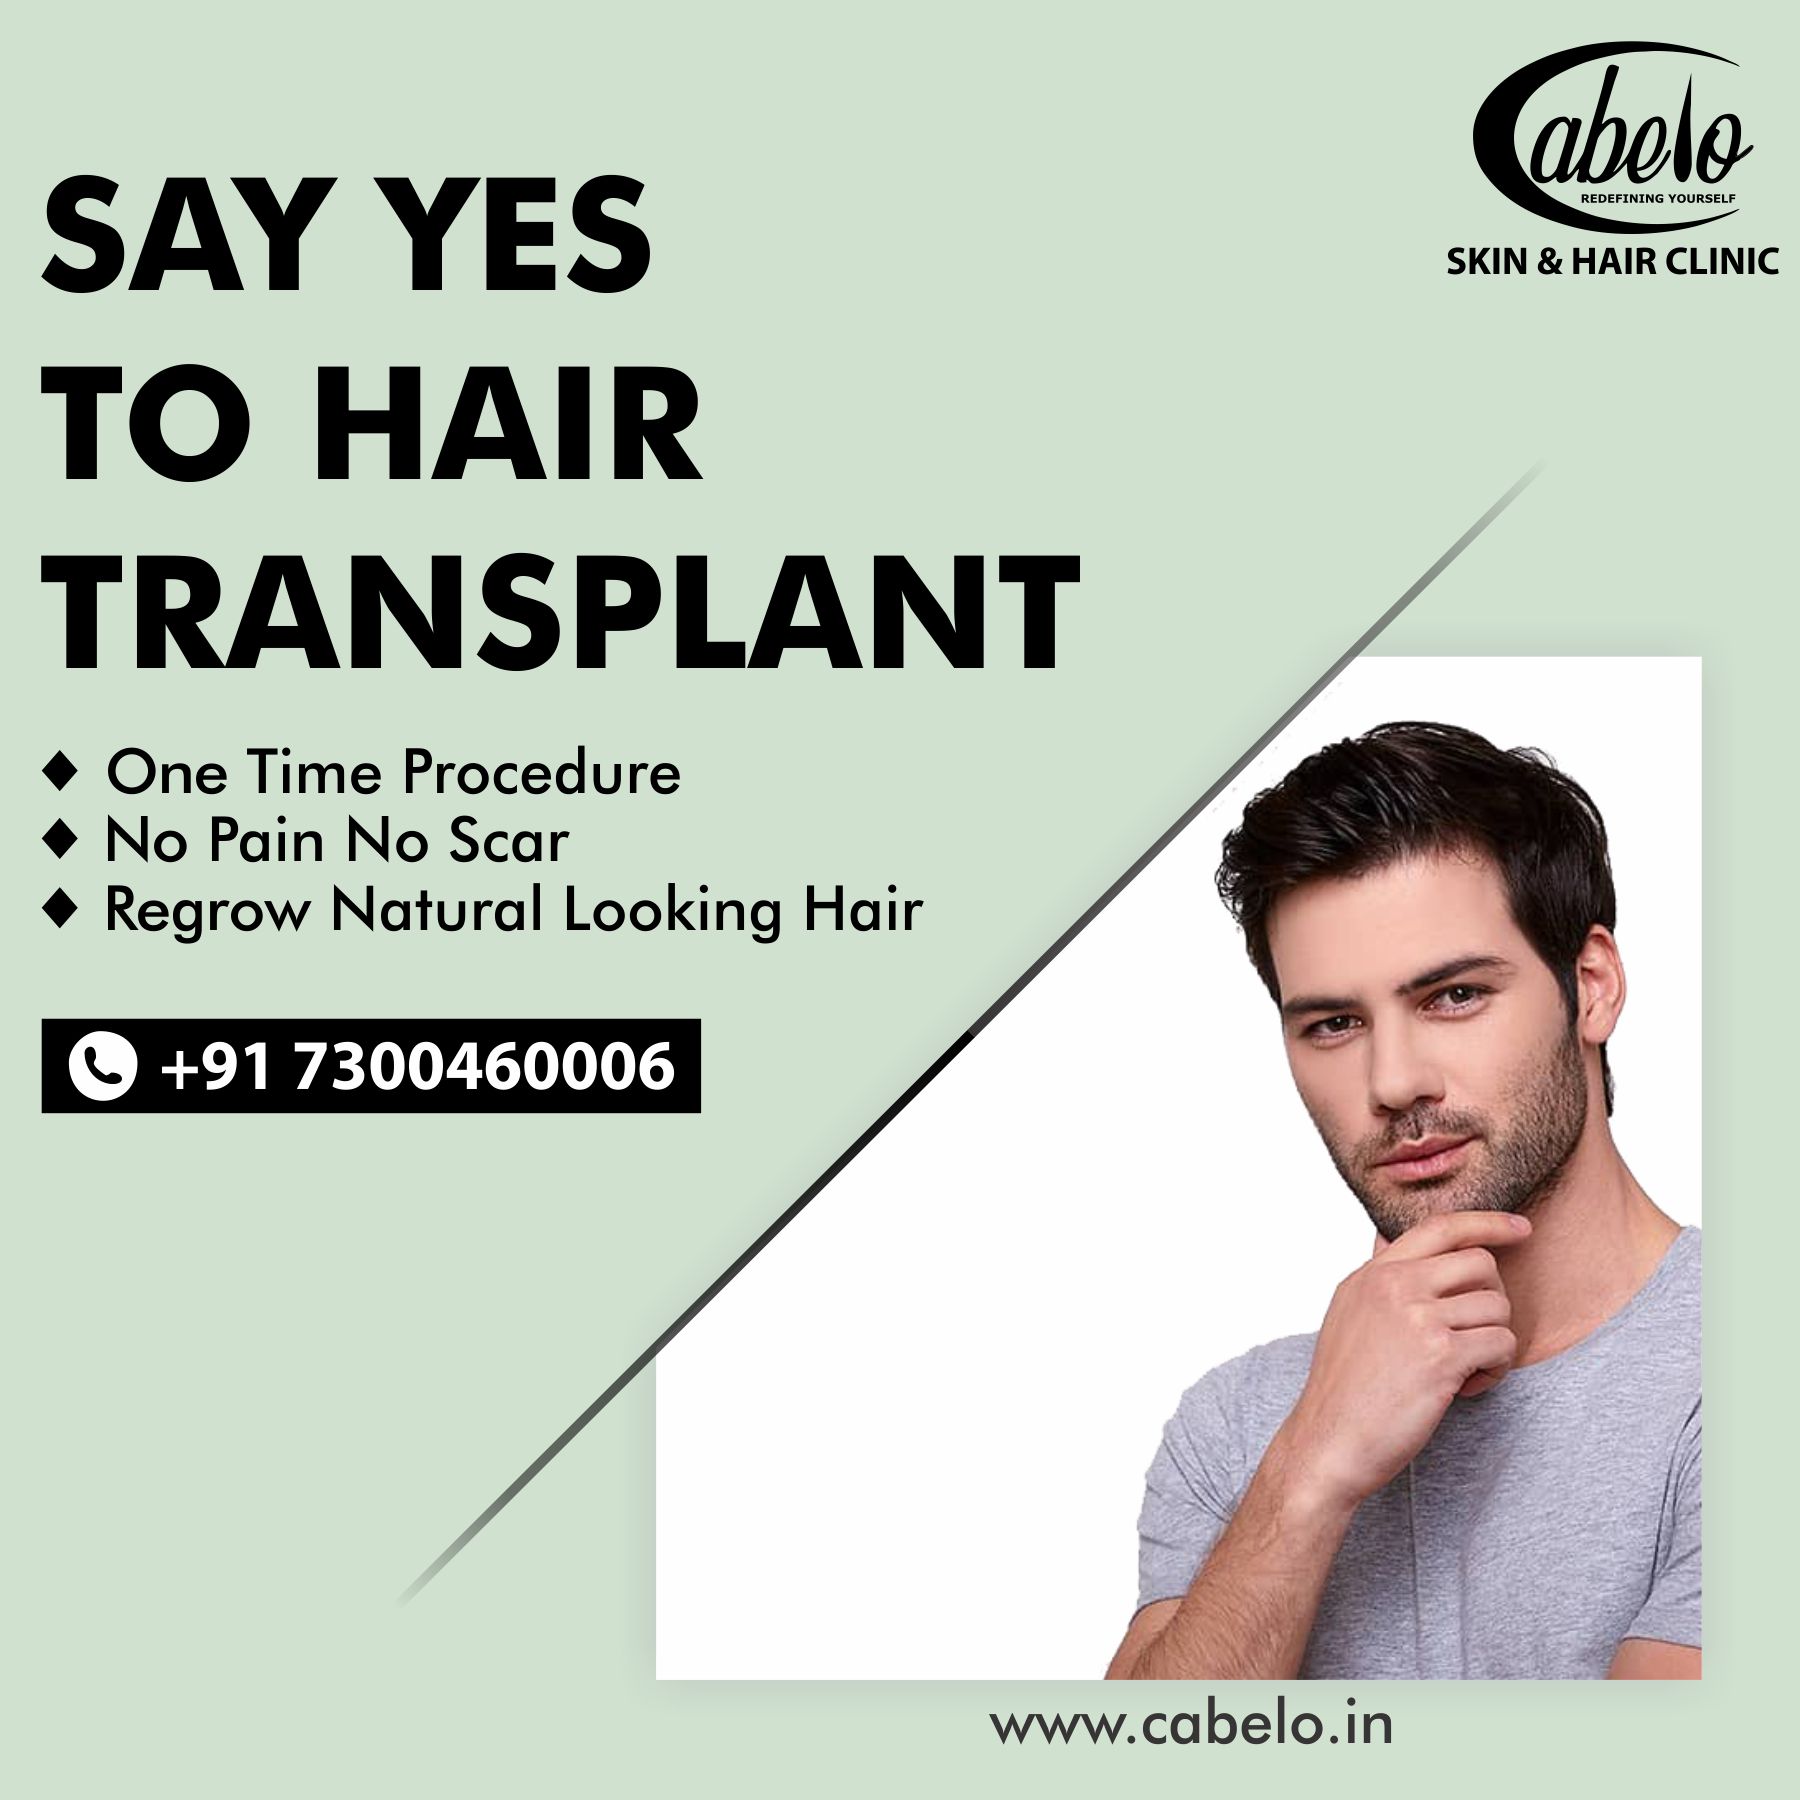 Cabelo
REDEFINING YOURSELF
SKIN & HAIR CLINIC
SAY YES
TO HAIR
TRANSPLANT
♦ One Time Procedure
♦ No Pain No Scar
♦ Regrow Natural Looking Hair
+91 7300460006
www.cabelo.in